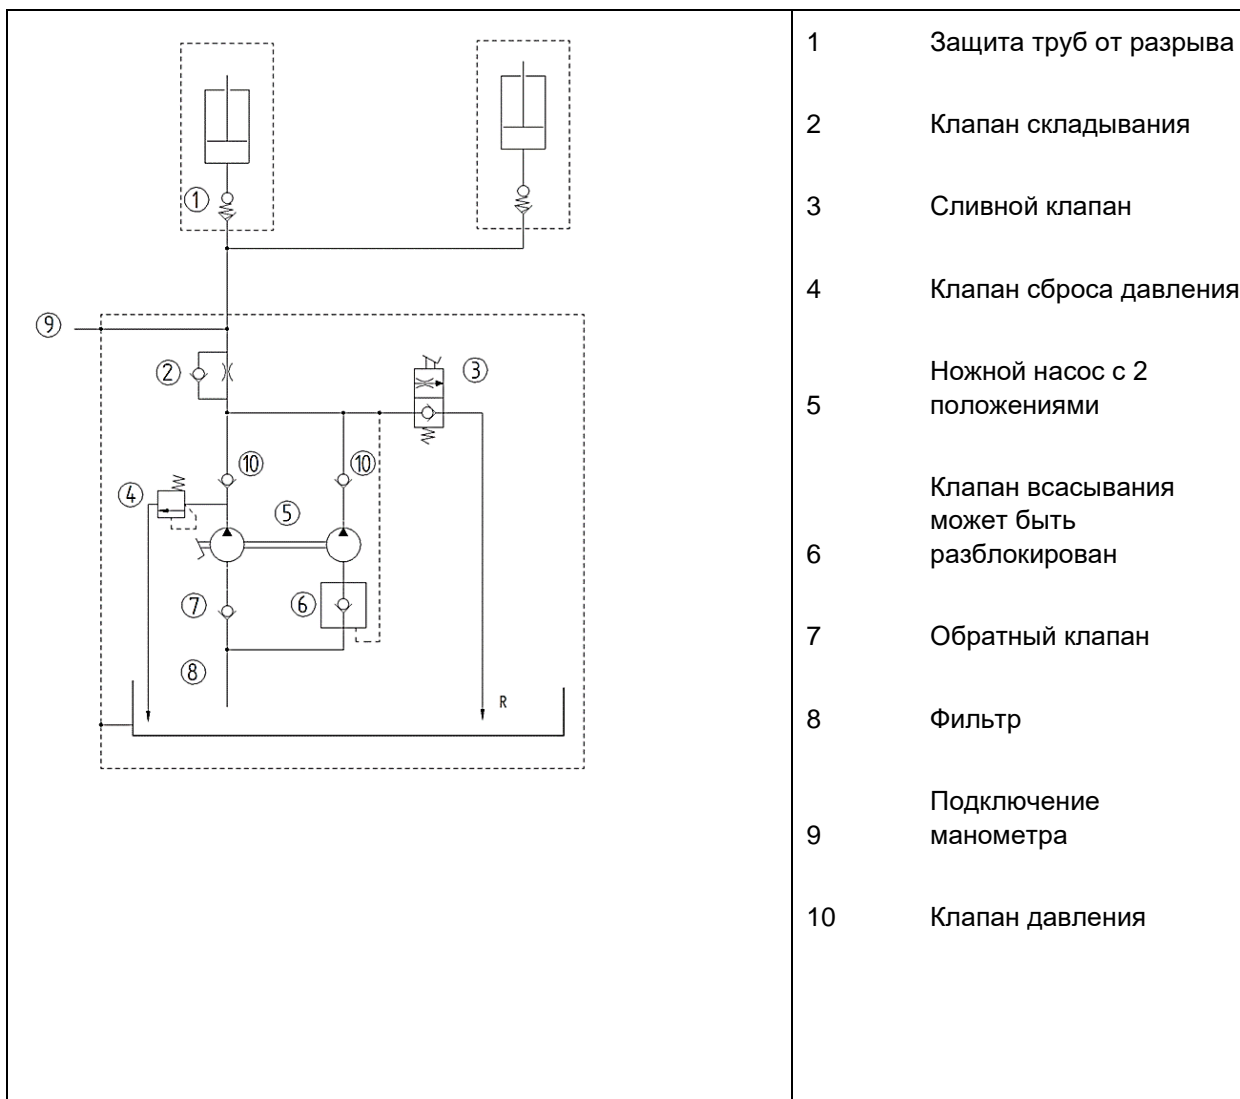 1
9
2
3
10
10
4
5
7
6
8
R
1 Защита труб от разрыва
2 Клапан складывания
3 Сливной клапан
4 Клапан сброса давления
Ножной насос с 2
5 положениями
Клапан всасывания
может быть
6 разблокирован
7 Обратный клапан
8 Фильтр
Подключение
9 манометра
10 Клапан давления